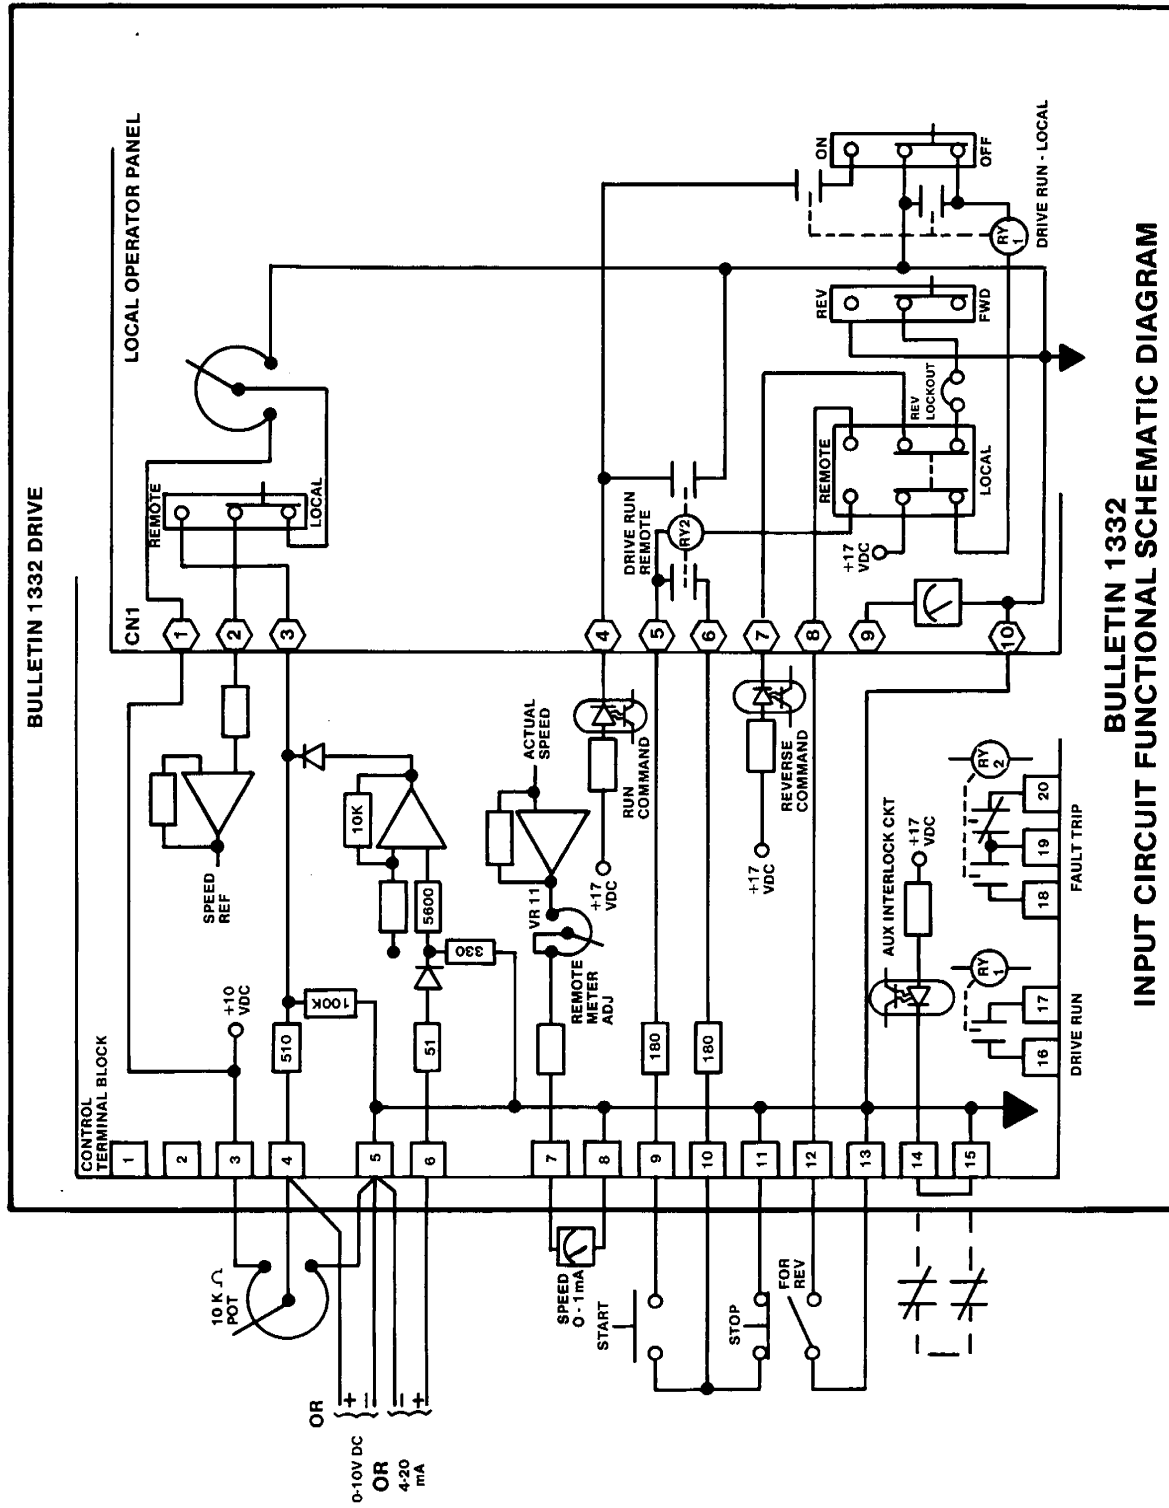 BULLETIN 1332 DRIVE
CONTROL
TERMINAL BLOCK
1
2
3
4
5
6
7
8
9
10
11
12
13
14
15
10 K Ω
POT
OR
+
−
−
+
0-10V DC
OR
4-20
mA
SPEED
0 - 1mA
START
STOP
FOR
REV
+10
VDC
SPEED
REF
510
100K
10K
51
330
5600
VR 11
REMOTE
METER
ADJ
ACTUAL
SPEED
+17
VDC
RUN
COMMAND
180
180
+17
VDC
REVERSE
COMMAND
AUX INTERLOCK CKT
+17
VDC
RY
1
16
17
DRIVE RUN
RY
2
18
19
20
FAULT TRIP
LOCAL OPERATOR PANEL
CN1
1
2
3
4
5
6
7
8
9
10
REMOTE
LOCAL
DRIVE RUN
REMOTE
RY2
+17
VDC
REMOTE
LOCAL
REV
LOCKOUT
REV
FWD
ON
OFF
RY
1
DRIVE RUN - LOCAL
BULLETIN 1332
INPUT CIRCUIT FUNCTIONAL SCHEMATIC DIAGRAM